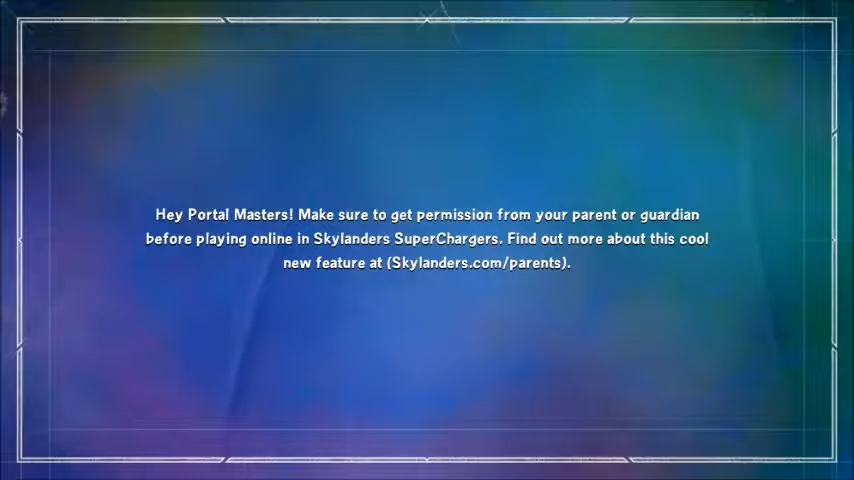 Hey Portal Masters! Make sure to get permission from your parent or guardian
before playing online in Skylanders SuperChargers. Find out more about this cool
new feature at (Skylanders.com/parents).